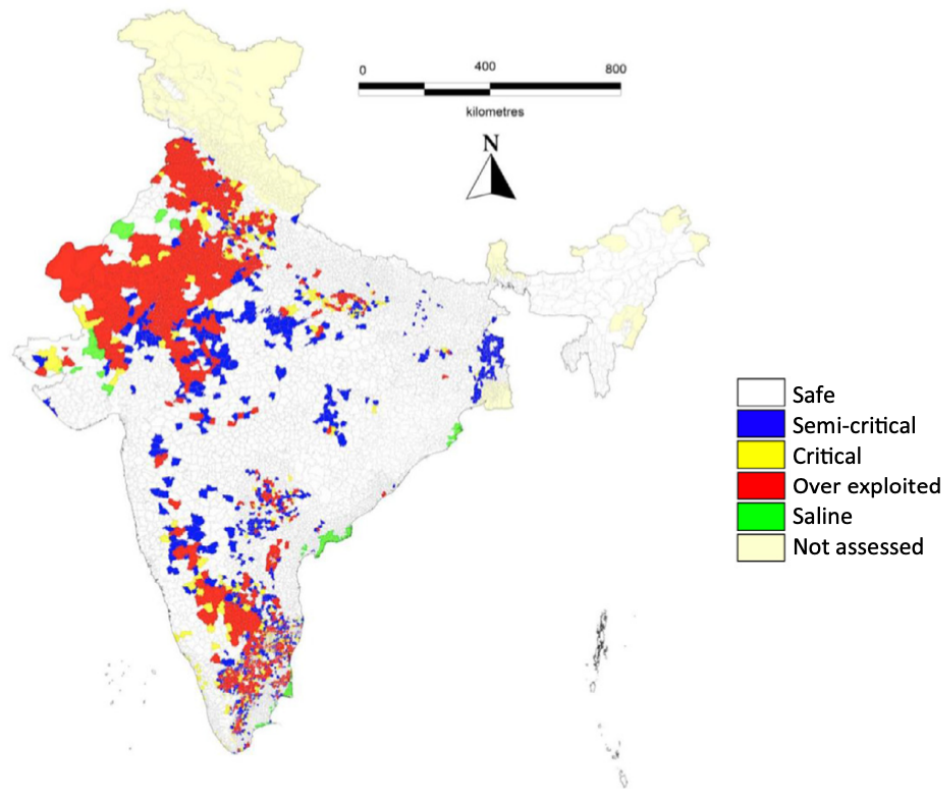 0 400 800
kilometres
N
Safe
Semi-critical
Critical
Over exploited
Saline
Not assessed